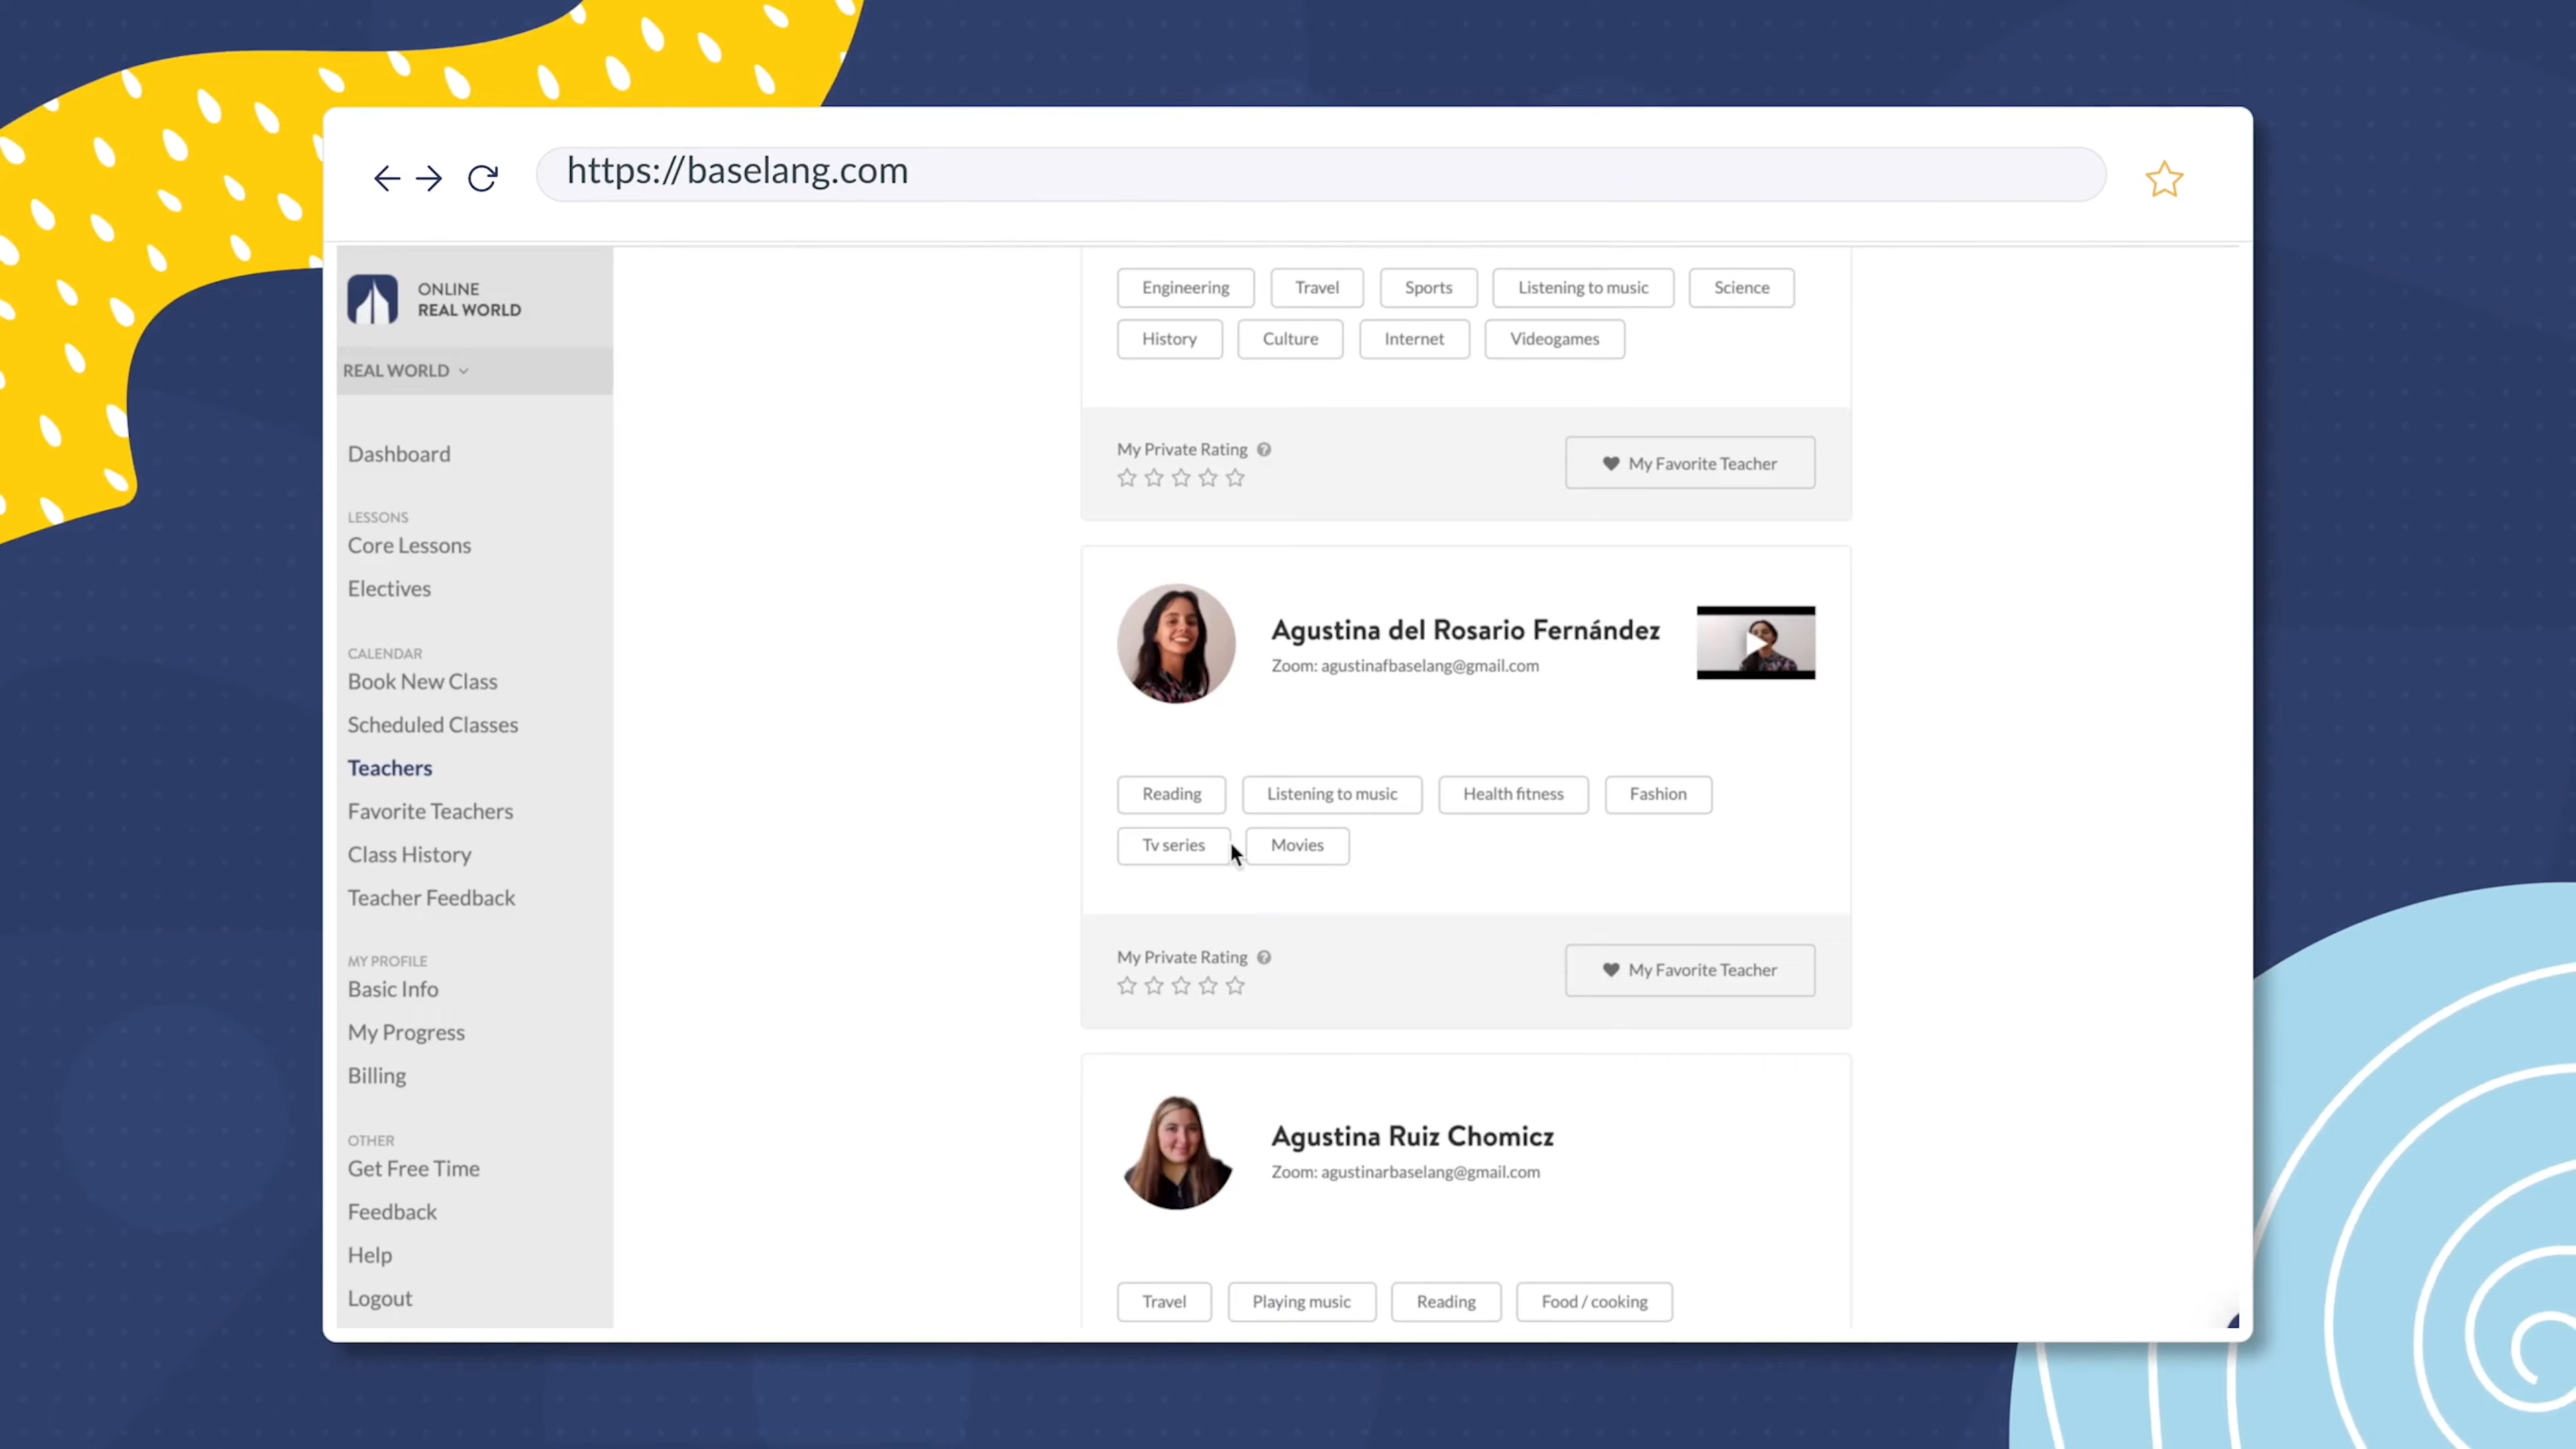 https://baselang.com
ONLINE
REAL WORLD
REAL WORLD
Dashboard
LESSONS
Core Lessons
Electives
CALENDAR
Book New Class
Scheduled Classes
Teachers
Favorite Teachers
Class History
Teacher Feedback
MY PROFILE
Basic Info
My Progress
Billing
OTHER
Get Free Time
Feedback
Help
Logout
Engineering Travel Sports Listening to music Science
History Culture Internet Videogames
My Private Rating ?
My Favorite Teacher
Agustina del Rosario Fernández
Zoom: agustinafbaselang@gmail.com
Reading Listening to music Health fitness Fashion
Tv series Movies
My Private Rating ?
My Favorite Teacher
Agustina Ruiz Chomicz
Zoom: agustinarbaselang@gmail.com
Travel Playing music Reading Food / cooking